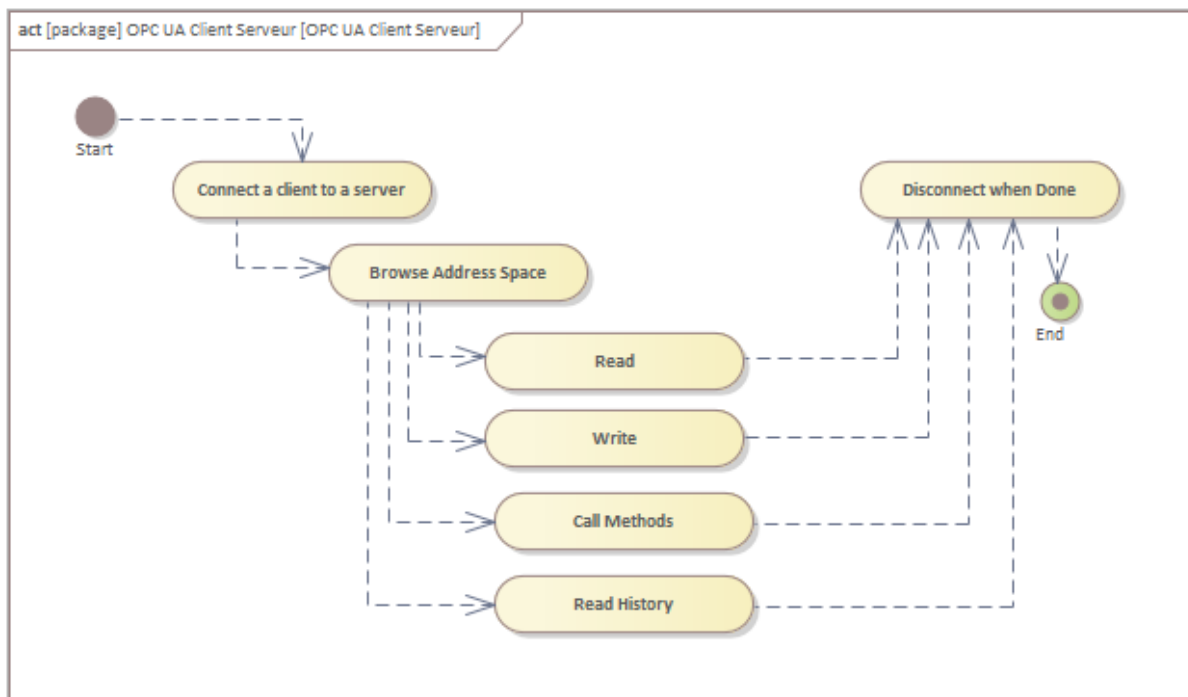 act [package] OPC UA Client Serveur [OPC UA Client Serveur]
Start
Connect a client to a server
Disconnect when Done
Browse Address Space
End
Read
Write
Call Methods
Read History